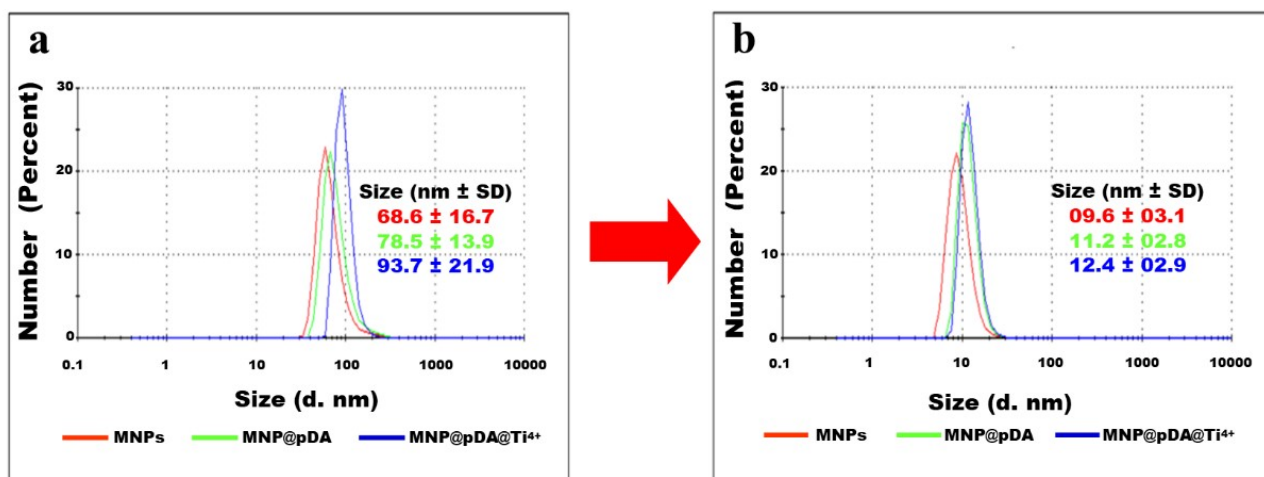 a
Number (Percent)
30
20
10
0
0.1 1 10 100 1000 10000
Size (d. nm)
Size (nm ± SD)
68.6 ± 16.7
78.5 ± 13.9
93.7 ± 21.9
MNPs MNP@pDA MNP@pDA@Ti⁴⁺
b
Number (Percent)
30
20
10
0
0.1 1 10 100 1000 10000
Size (d. nm)
Size (nm ± SD)
09.6 ± 03.1
11.2 ± 02.8
12.4 ± 02.9
MNPs MNP@pDA MNP@pDA@Ti⁴⁺